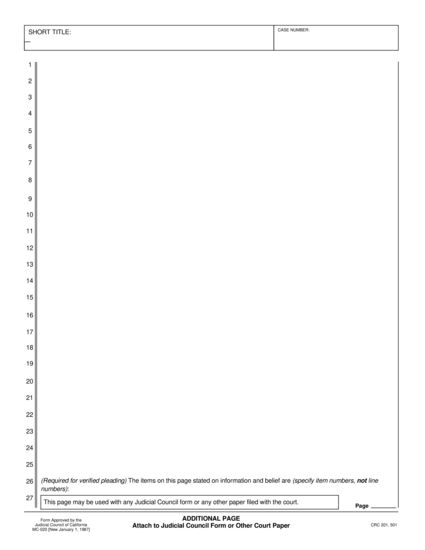 SHORT TITLE:
CASE NUMBER:
1
2
3
4
5
6
7
8
9
10
11
12
13
14
15
16
17
18
19
20
21
22
23
24
25
26 (Required for verified pleading) The items on this page stated on information and belief are (specify item numbers, not line
numbers):
27
This page may be used with any Judicial Council form or any other paper filed with the court.
Page ________
Form Approved by the
Judicial Council of California
MC-020 [New January 1, 1987]
ADDITIONAL PAGE
Attach to Judicial Council Form or Other Court Paper
CRC 201, 501